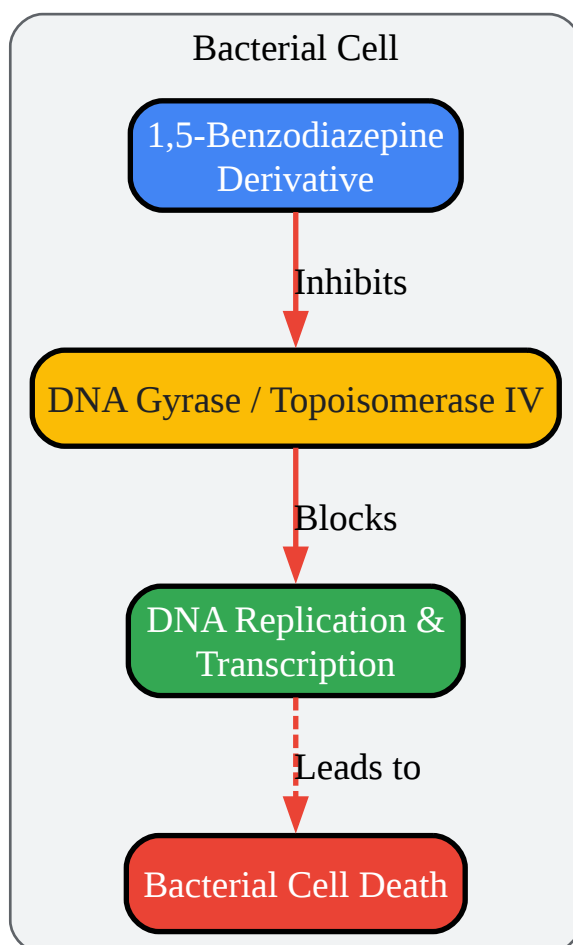 Bacterial Cell
1,5-Benzodiazepine
Derivative
Inhibits
DNA Gyrase / Topoisomerase IV
Blocks
DNA Replication &
Transcription
Leads to
Bacterial Cell Death